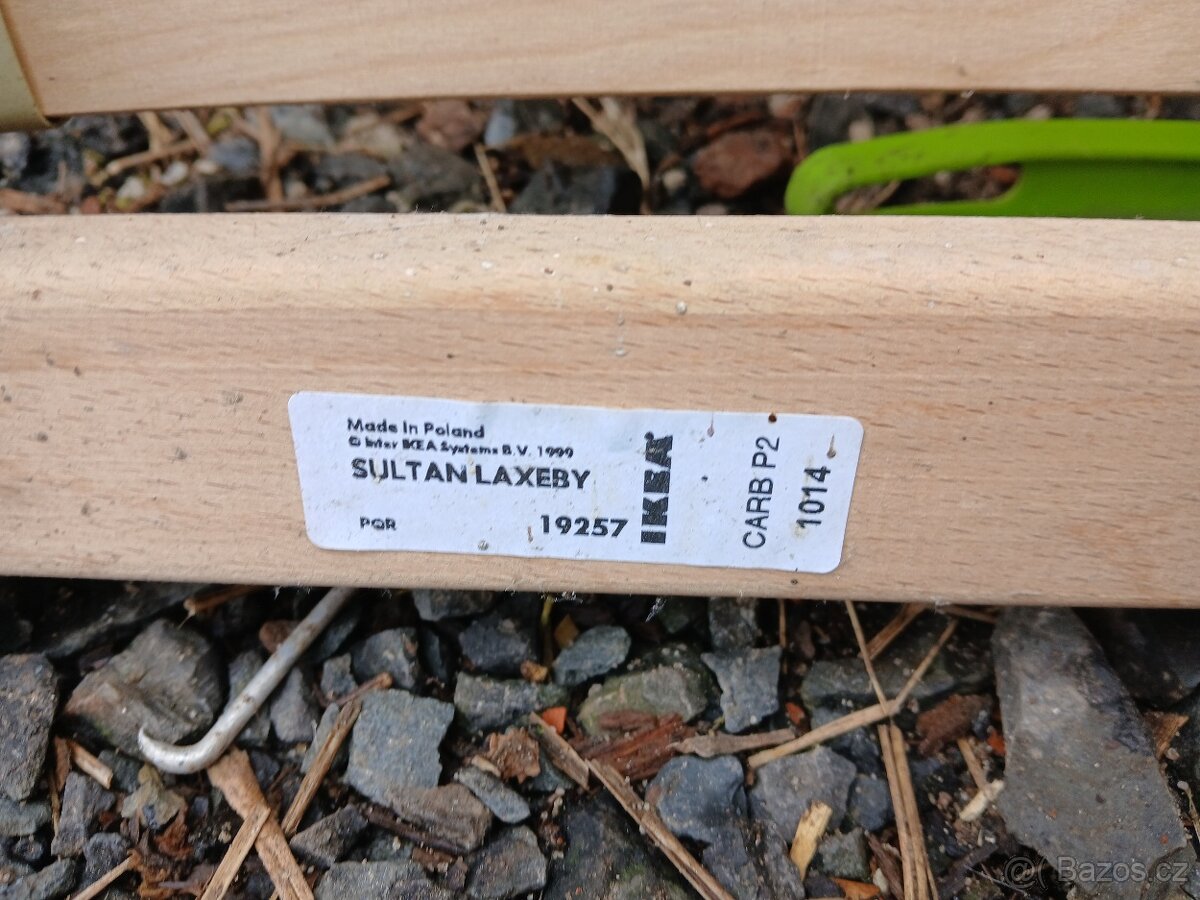 Made in Poland
© Inter IKEA Systems B.V. 1999
SULTAN LAXEBY
PQR
19257
IKEA
CARB P2
1014
Bazos.cz